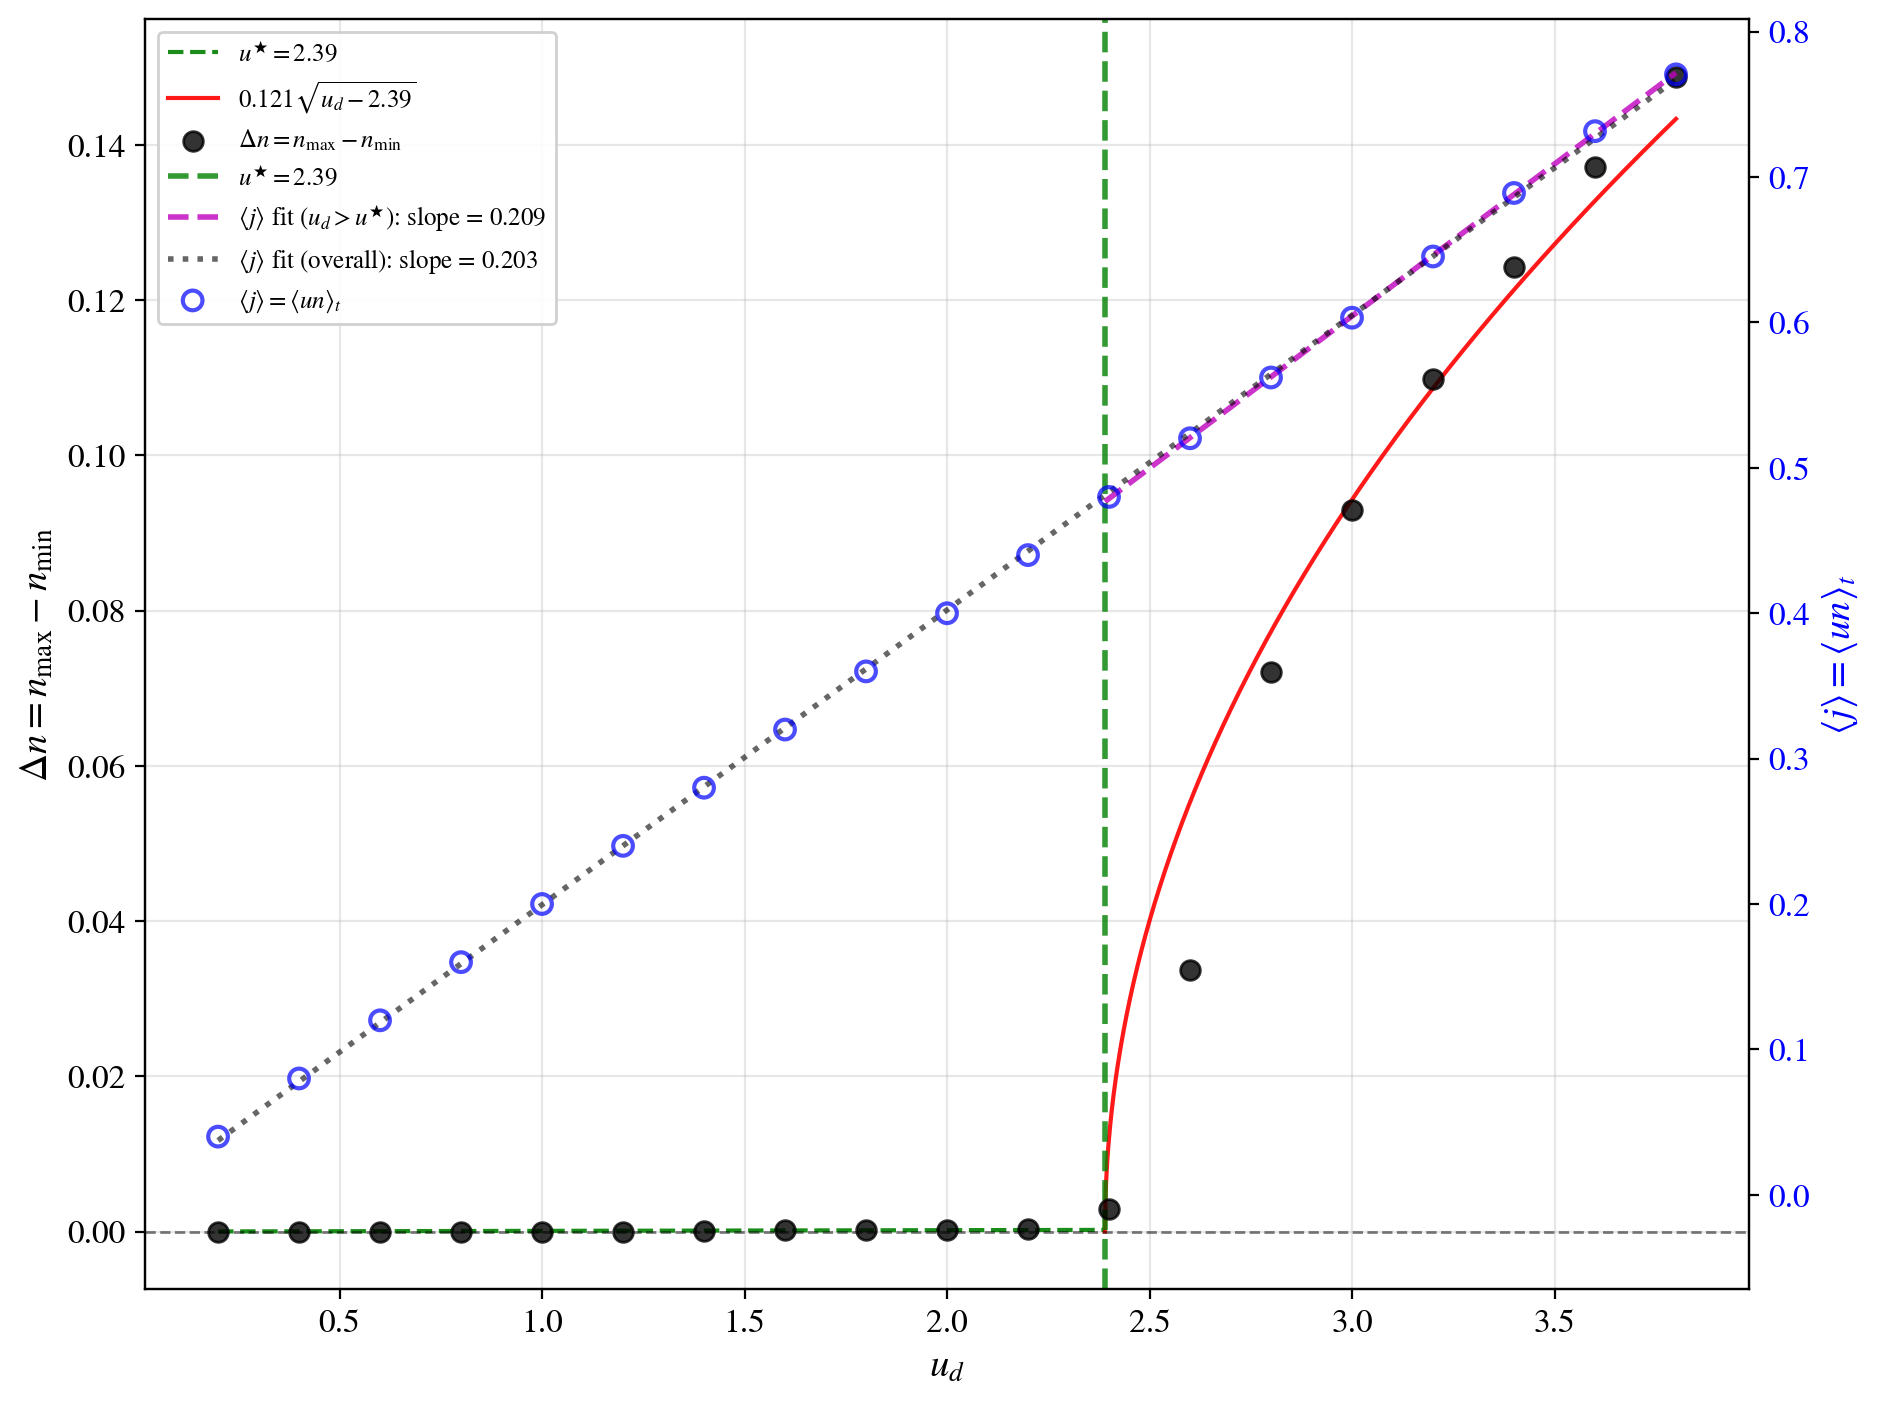 u★ = 2.39
0.121√(u_d − 2.39)
Δn = n_max − n_min
u★ = 2.39
⟨j⟩ fit (u_d > u★): slope = 0.209
⟨j⟩ fit (overall): slope = 0.203
⟨j⟩ = ⟨un⟩_t
0.14
0.12
0.10
0.08
0.06
0.04
0.02
0.00
Δn = n_max − n_min
0.8
0.7
0.6
0.5
0.4
0.3
0.2
0.1
0.0
⟨j⟩ = ⟨un⟩_t
0.5 1.0 1.5 2.0 2.5 3.0 3.5
u_d